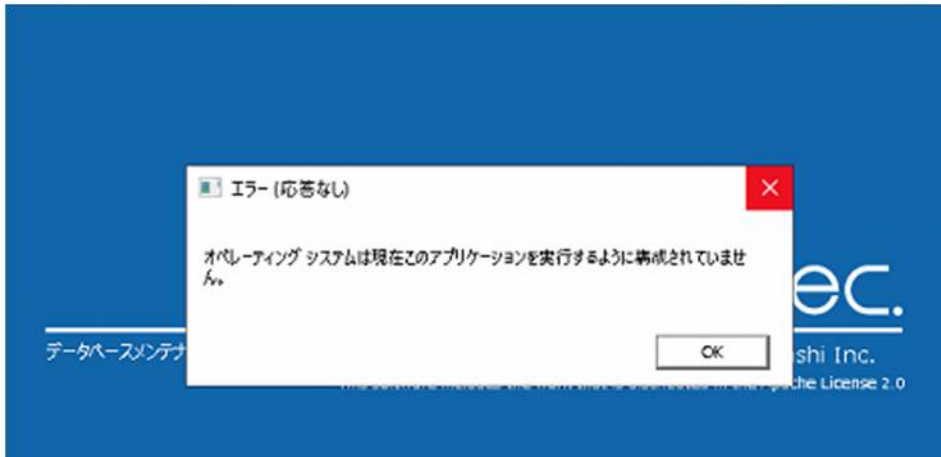 エラー (応答なし)
オペレーティング システムは現在このアプリケーションを実行するように構成されていませ
ん。
OK
ec.
データベースメンテナ
shi Inc.
che License 2.0